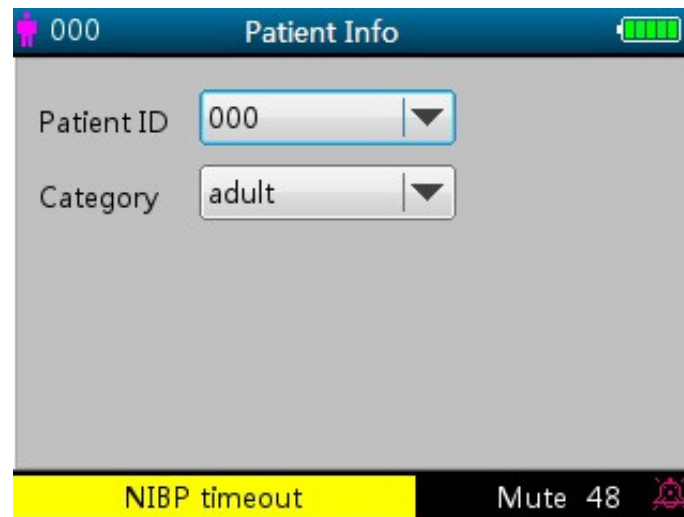 000 Patient Info
Patient ID 000
Category adult
NIBP timeout Mute 48